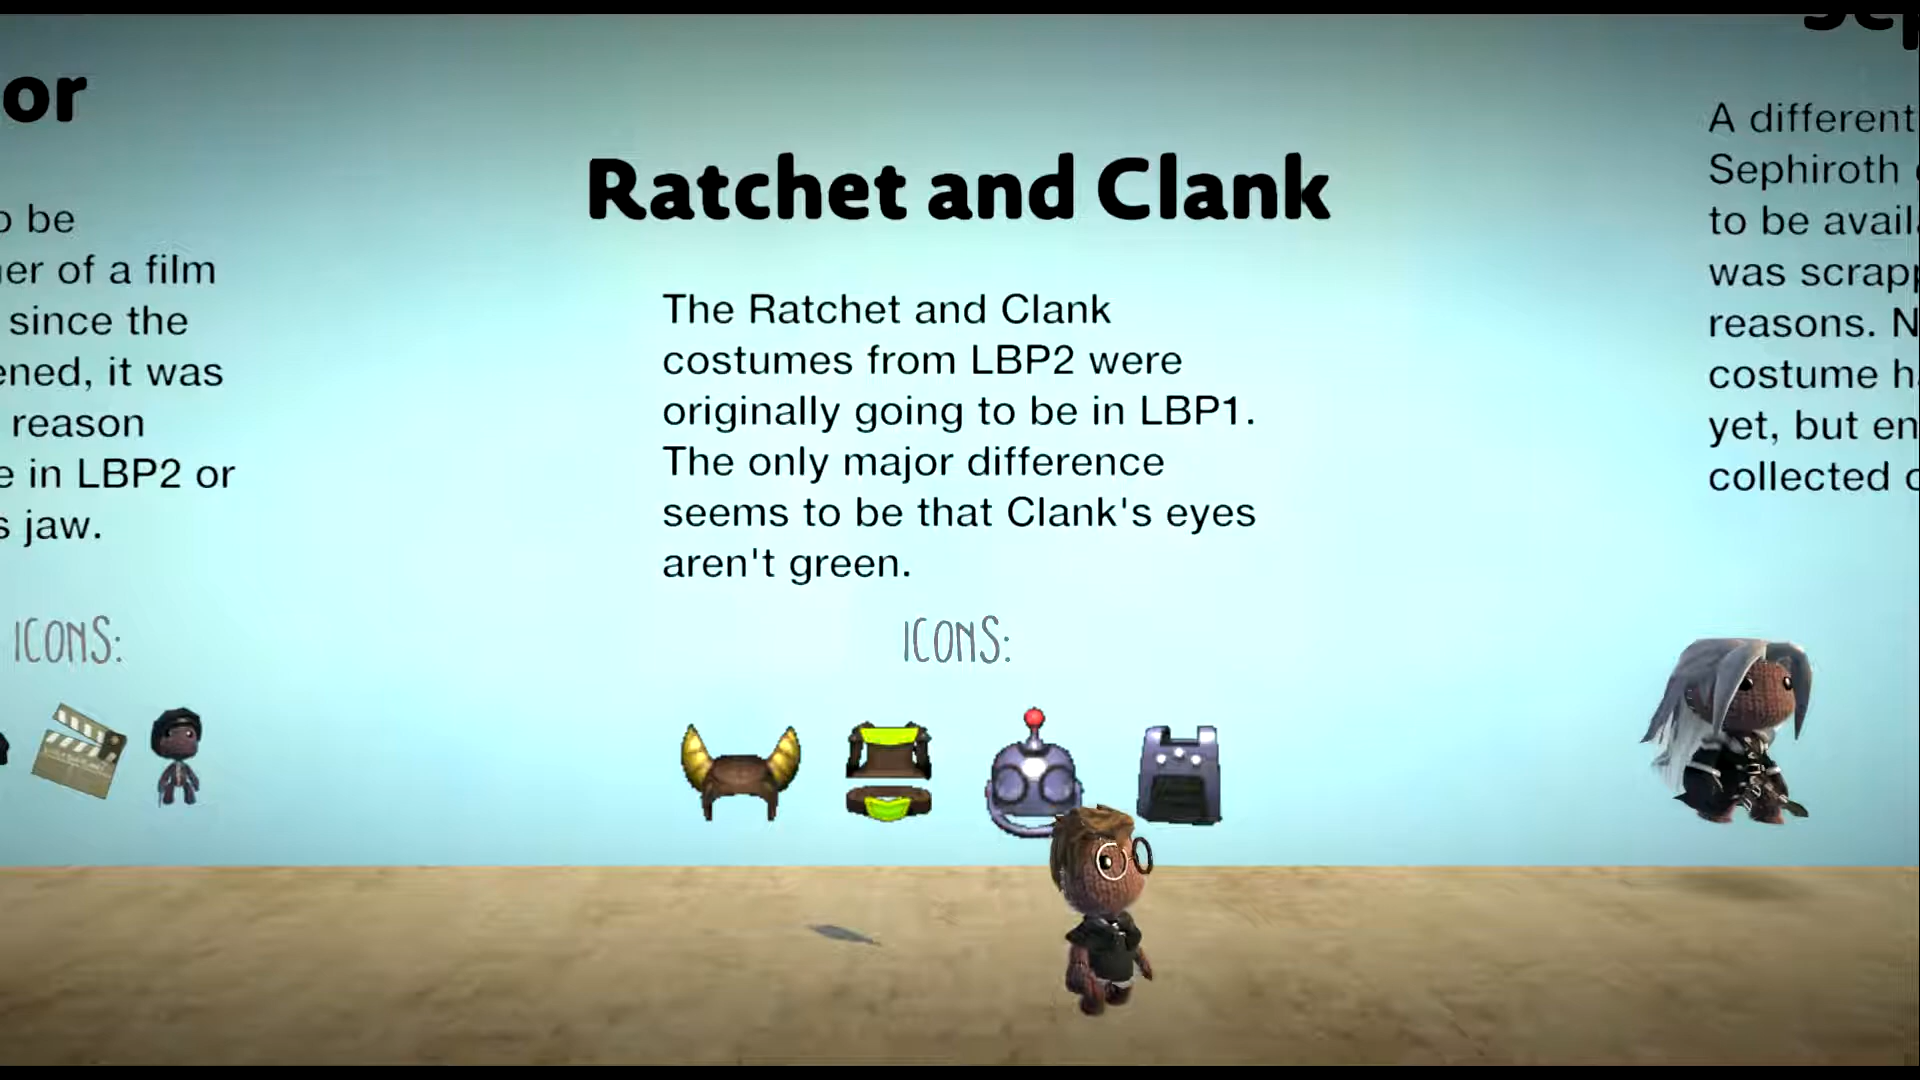 or
o be
er of a film
since the
ened, it was
reason
e in LBP2 or
s jaw.
ICONS:
Ratchet and Clank
The Ratchet and Clank
costumes from LBP2 were
originally going to be in LBP1.
The only major difference
seems to be that Clank's eyes
aren't green.
ICONS:
Sep
A different
Sephiroth
to be avail
was scrapp
reasons. N
costume h
yet, but en
collected